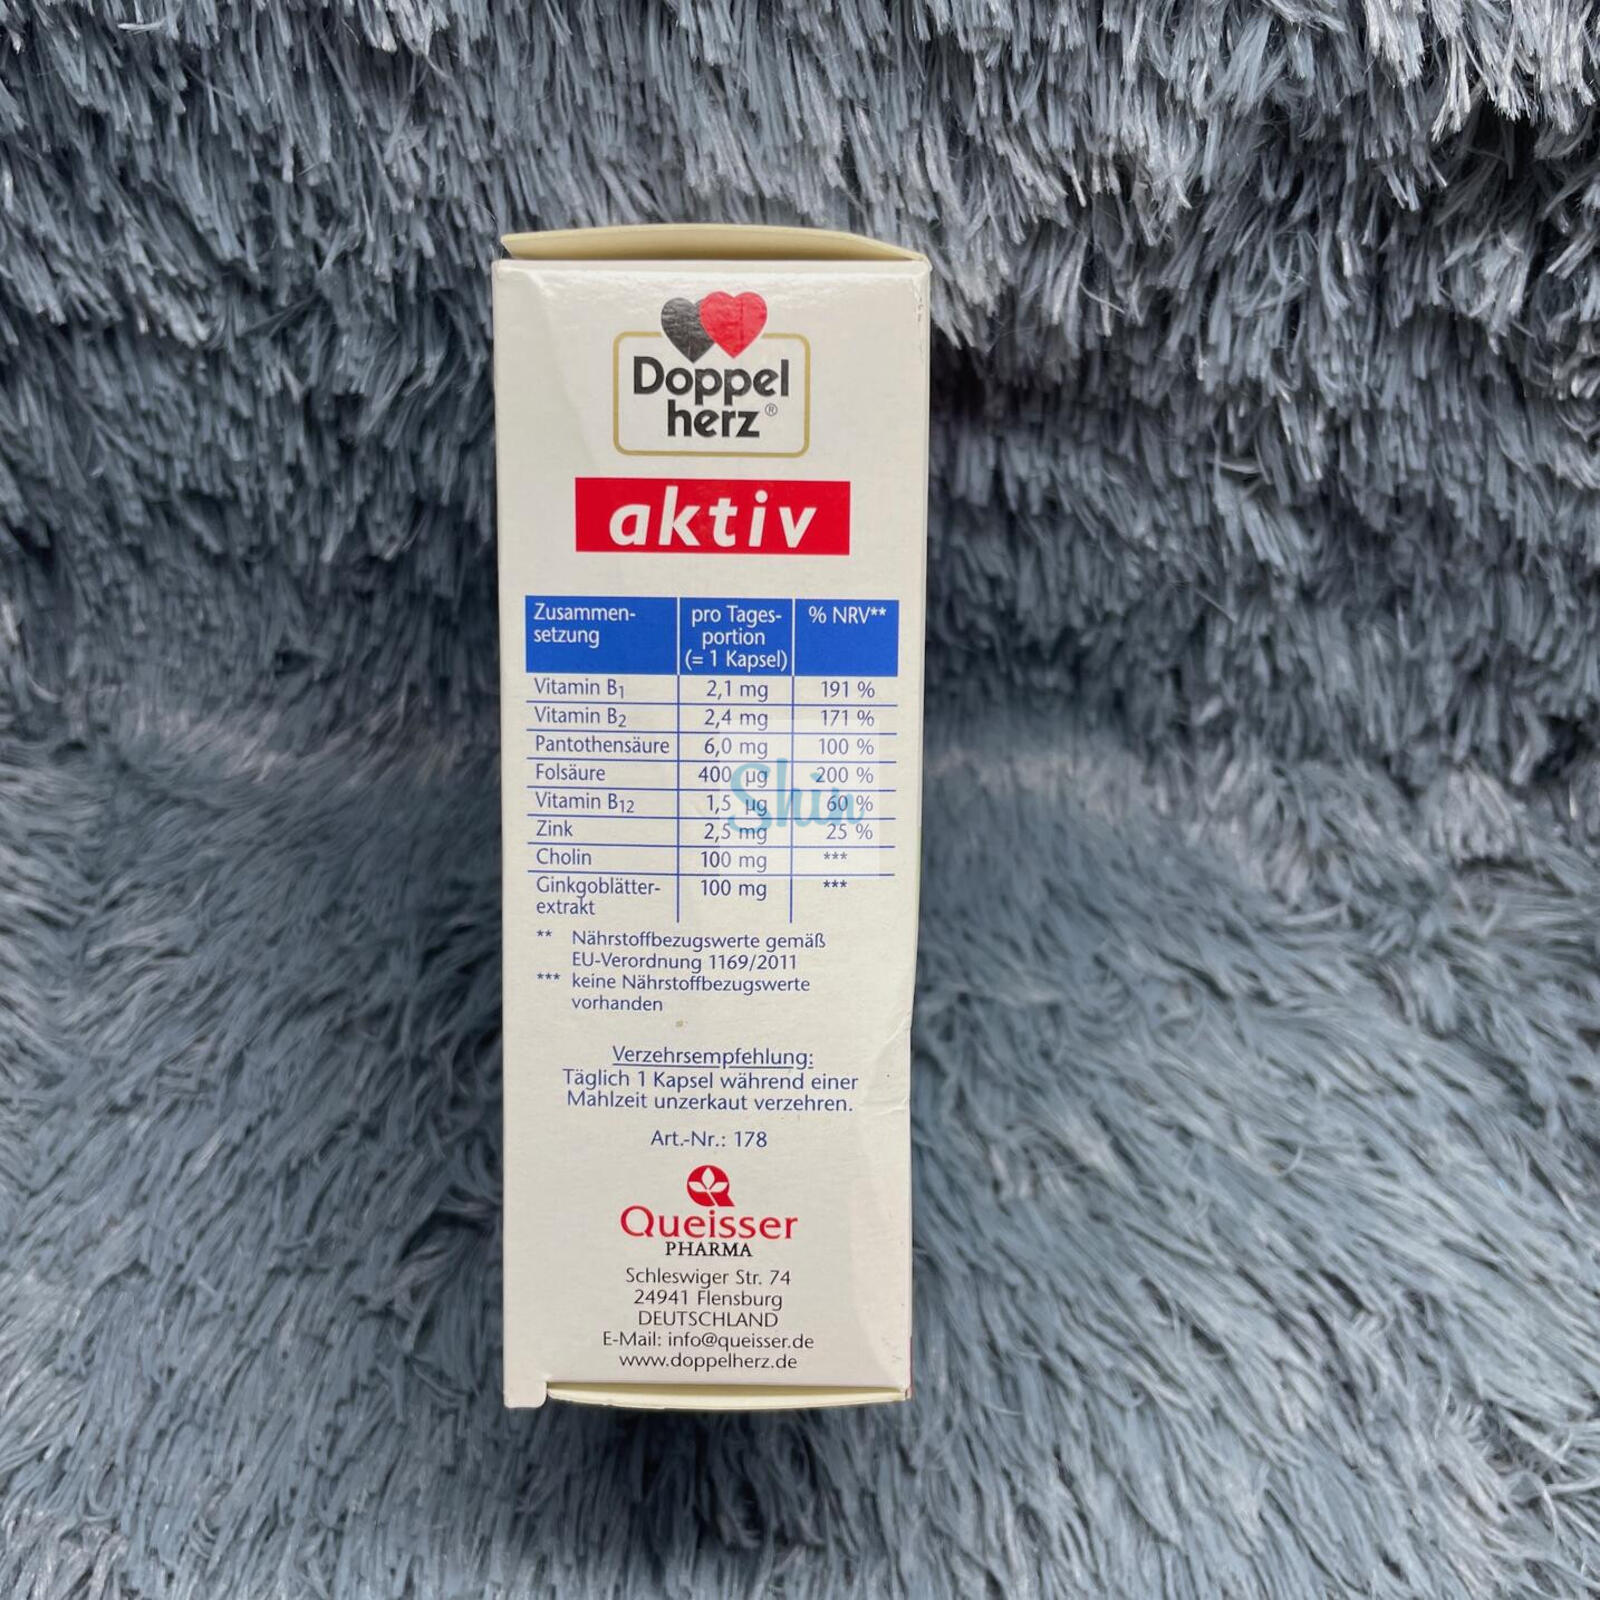 Doppel
herz®
aktiv
Zusammen-
setzung
pro Tages-
portion
(= 1 Kapsel)
% NRV**
Vitamin B1 2,1 mg 191 %
Vitamin B2 2,4 mg 171 %
Pantothensäure 6,0 mg 100 %
Folsäure 400 µg 200 %
Vitamin B12 1,5 µg 60 %
Zink 2,5 mg 25 %
Cholin 100 mg ***
Ginkgoblätter- 100 mg ***
extrakt
Shin
** Nährstoffbezugswerte gemäß
EU-Verordnung 1169/2011
*** keine Nährstoffbezugswerte
vorhanden
Verzehrsempfehlung:
Täglich 1 Kapsel während einer
Mahlzeit unzerkaut verzehren.
Art.-Nr.: 178
Queisser
PHARMA
Schleswiger Str. 74
24941 Flensburg
DEUTSCHLAND
E-Mail: info@queisser.de
www.doppelherz.de